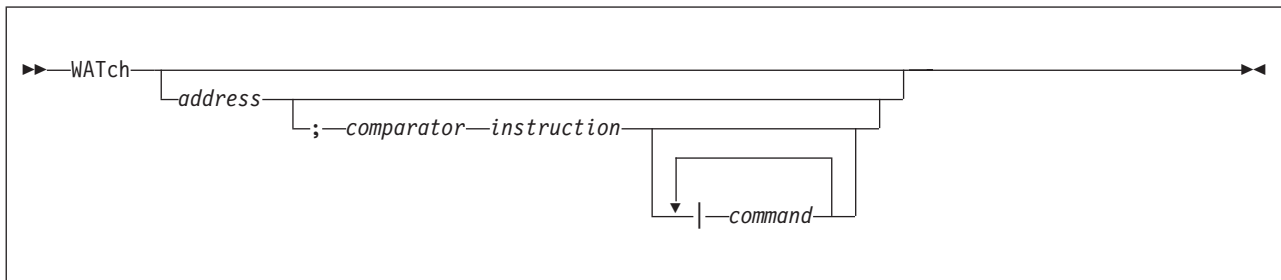 WATch
address
; comparator instruction
| command